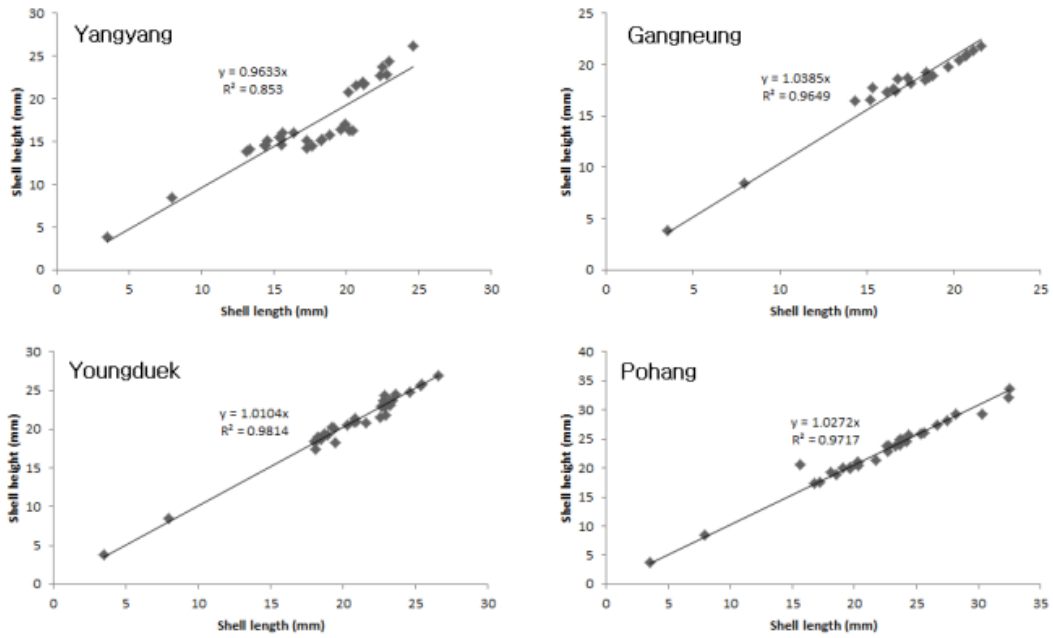 Yangyang
y = 0.9633x
R² = 0.853
Shell height (mm)
30
25
20
15
10
5
0
0 5 10 15 20 25 30
Shell length (mm)
Gangneung
y = 1.0385x
R² = 0.9649
Shell height (mm)
25
20
15
10
5
0
0 5 10 15 20 25
Shell length (mm)
Youngduek
y = 1.0104x
R² = 0.9814
Shell height (mm)
30
25
20
15
10
5
0
0 5 10 15 20 25 30
Shell length (mm)
Pohang
y = 1.0272x
R² = 0.9717
Shell height (mm)
40
35
30
25
20
15
10
5
0
0 5 10 15 20 25 30 35
Shell length (mm)